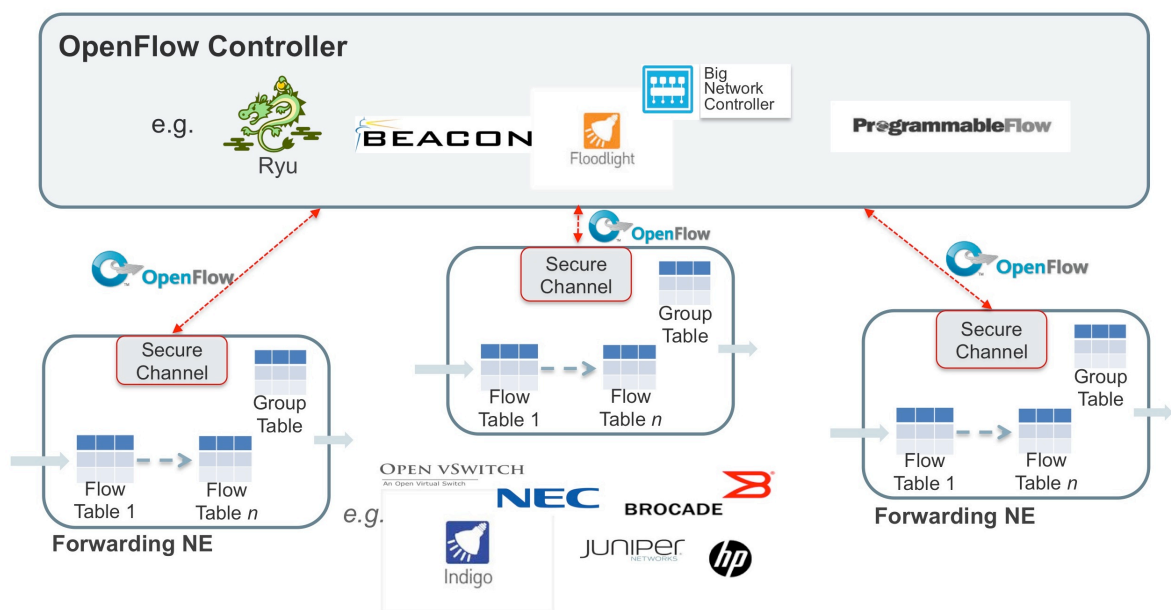 OpenFlow Controller
e.g.
Ryu
BEACON
Floodlight
Big
Network
Controller
ProgrammableFlow
OpenFlow
OpenFlow
OpenFlow
Secure
Channel
Group
Table
Flow
Table 1
Flow
Table n
Forwarding NE
Secure
Channel
Group
Table
Flow
Table 1
Flow
Table n
Secure
Channel
Group
Table
Flow
Table 1
Flow
Table n
Forwarding NE
e.g.
OPEN VSWITCH
An Open Virtual Switch
NEC
BROCADE
Indigo
JUNIPER
NETWORKS
hp